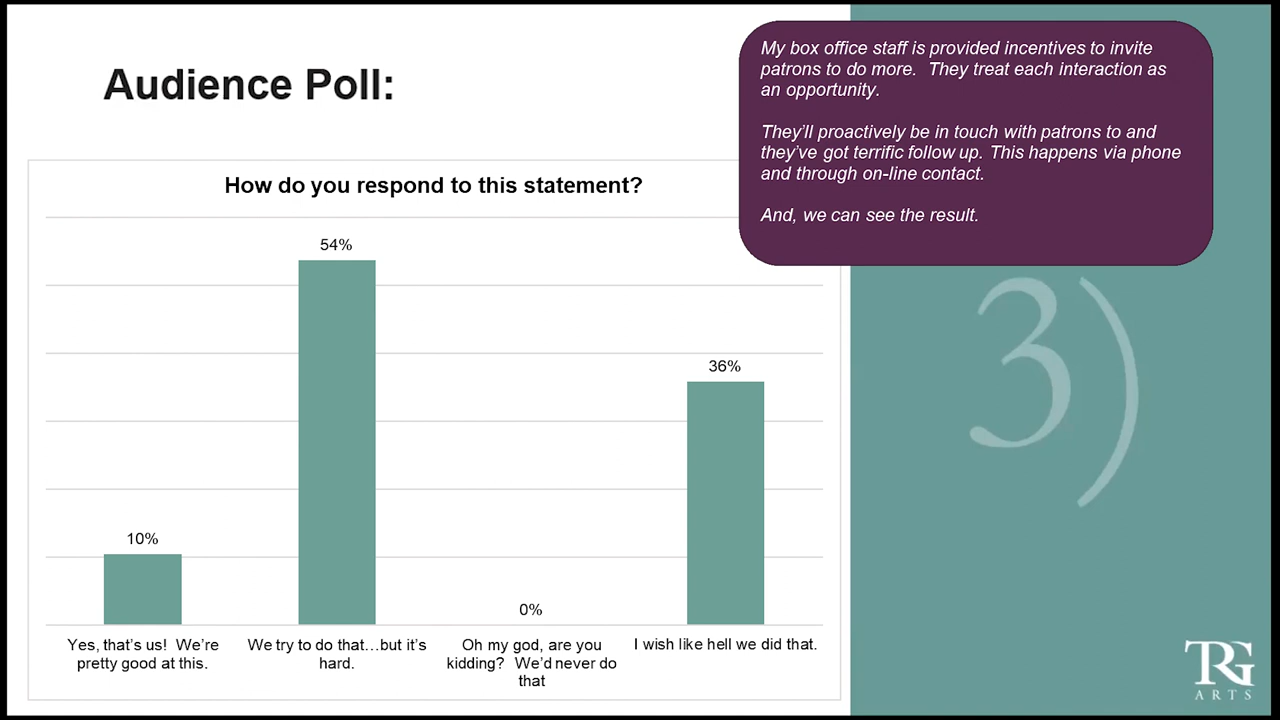 Audience Poll:
My box office staff is provided incentives to invite
patrons to do more.  They treat each interaction as
an opportunity.
They'll proactively be in touch with patrons to and
they've got terrific follow up.  This happens via phone
and through on-line contact.
And, we can see the result.
How do you respond to this statement?
54%
36%
10%
0%
Yes, that's us!  We're
pretty good at this.
We try to do that…but it's
hard.
Oh my god, are you
kidding?  We'd never do
that
I wish like hell we did that.
3)
TRG
ARTS